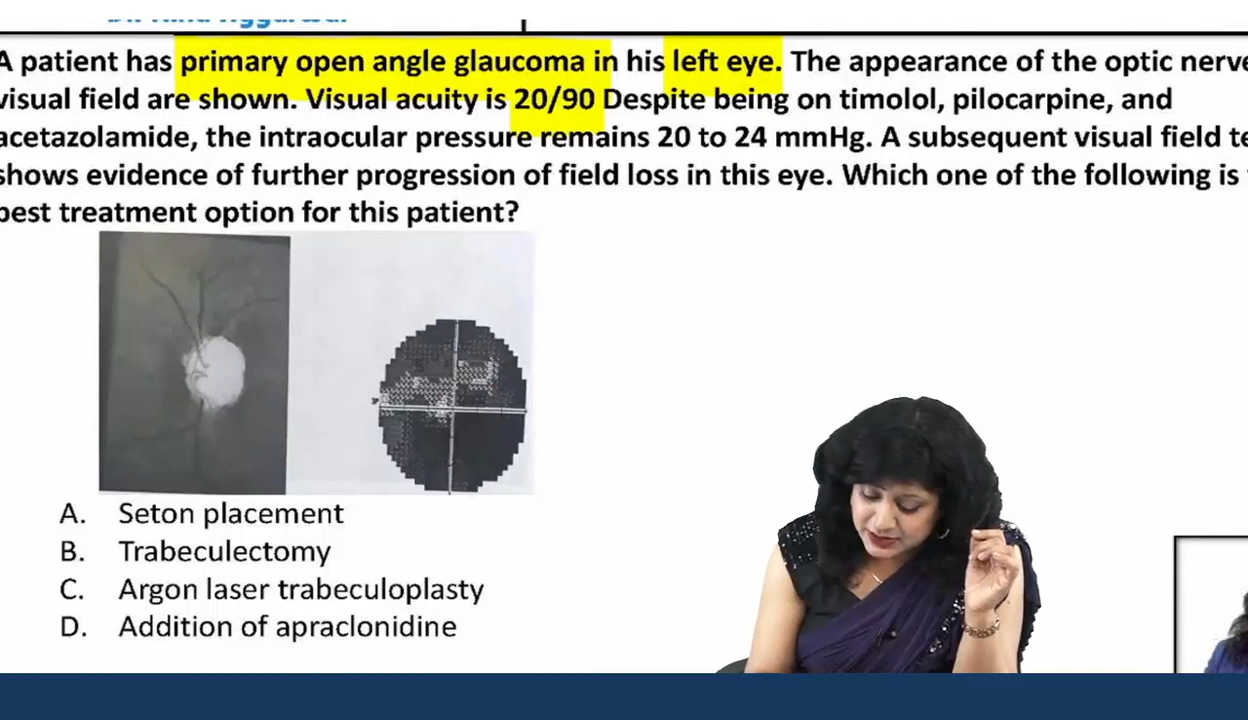 A patient has primary open angle glaucoma in his left eye. The appearance of the optic nerve
visual field are shown. Visual acuity is 20/90 Despite being on timolol, pilocarpine, and
acetazolamide, the intraocular pressure remains 20 to 24 mmHg. A subsequent visual field te
shows evidence of further progression of field loss in this eye. Which one of the following is
best treatment option for this patient?
A. Seton placement
B. Trabeculectomy
C. Argon laser trabeculoplasty
D. Addition of apraclonidine